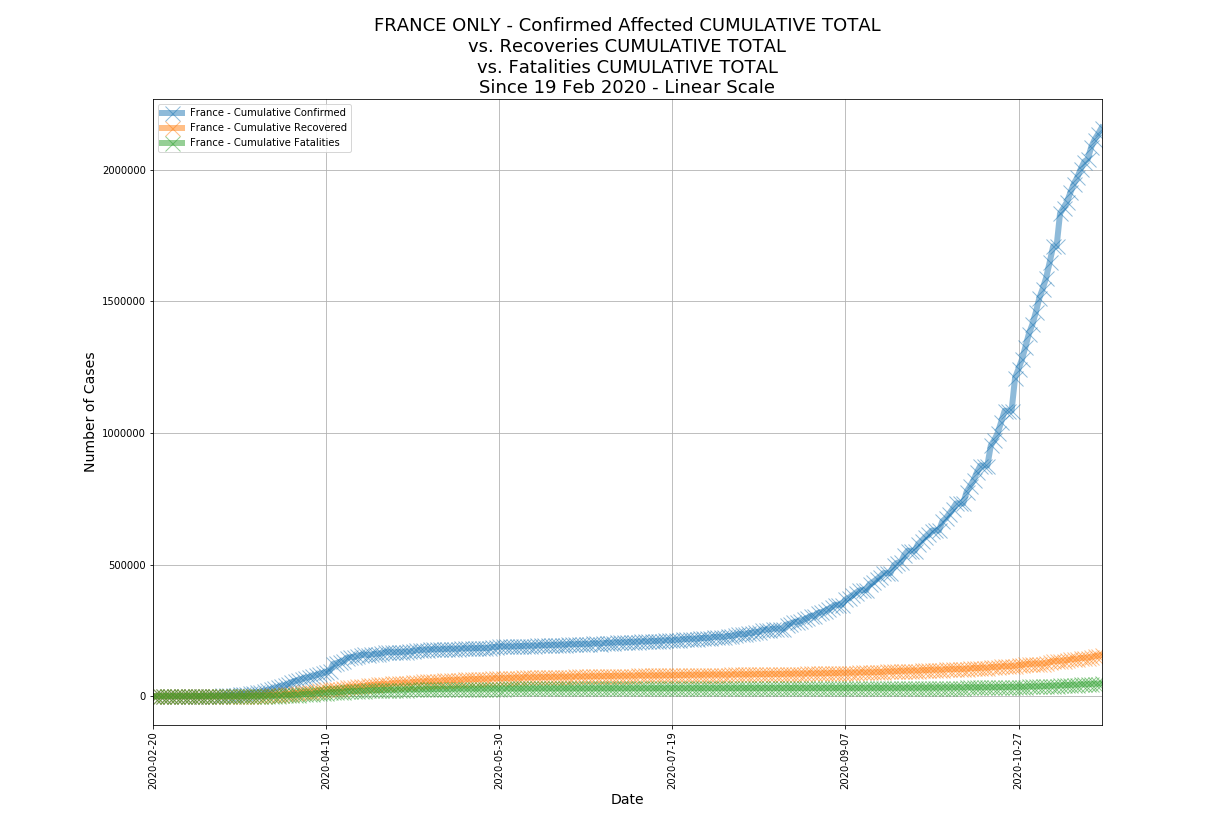 FRANCE ONLY - Confirmed Affected CUMULATIVE TOTAL
vs. Recoveries CUMULATIVE TOTAL
vs. Fatalities CUMULATIVE TOTAL
Since 19 Feb 2020 - Linear Scale
France - Cumulative Confirmed
France - Cumulative Recovered
France - Cumulative Fatalities
Number of Cases
2000000
1500000
1000000
500000
0
2020-02-20
2020-04-10
2020-05-30
2020-07-19
2020-09-07
2020-10-27
Date